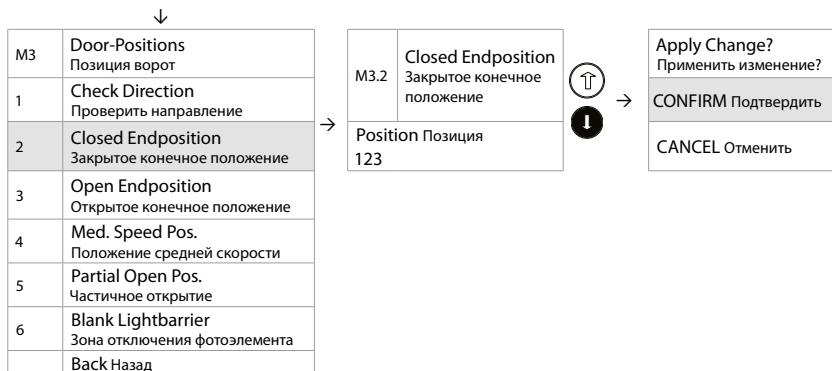 ↓
M3 Door-Positions
Позиция ворот
1 Check Direction
Проверить направление
2 Closed Endposition
Закрытое конечное положение
3 Open Endposition
Открытое конечное положение
4 Med. Speed Pos.
Положение средней скорости
5 Partial Open Pos.
Частичное открытие
6 Blank Lightbarrier
Зона отключения фотоэлемента
Back Назад
→
M3.2 Closed Endposition
Закрытое конечное
положение
Position Позиция
123
⇧
⬇
→
Apply Change?
Применить изменение?
CONFIRM Подтвердить
CANCEL Отменить